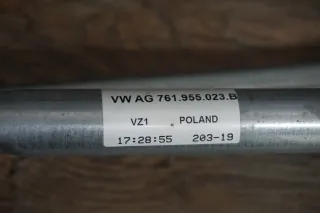 VW AG 761.955.023.B
VZ1 POLAND
17:28:55 203-19